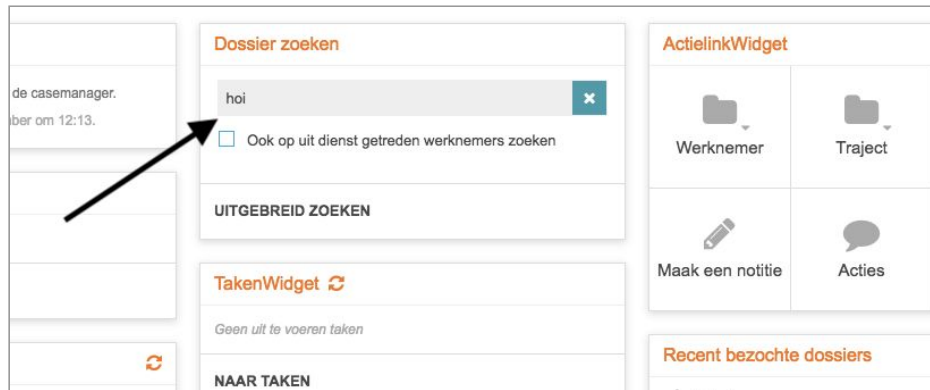 de casemanager.
ber om 12:13.
Dossier zoeken
hoi
Ook op uit dienst getreden werknemers zoeken
UITGEBREID ZOEKEN
TakenWidget
Geen uit te voeren taken
NAAR TAKEN
ActielinkWidget
Werknemer
Traject
Maak een notitie
Acties
Recent bezochte dossiers